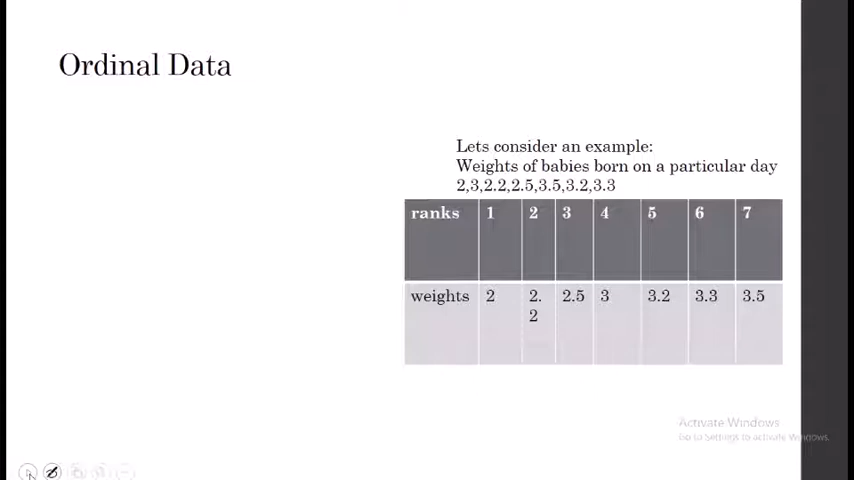 Ordinal Data
Lets consider an example:
Weights of babies born on a particular day
2,3,2.2,2.5,3.5,3.2,3.3
ranks 1 2 3 4 5 6 7
weights 2 2. 2.5 3 3.2 3.3 3.5
2
Activate Windows
Go to Settings to activate Windows.